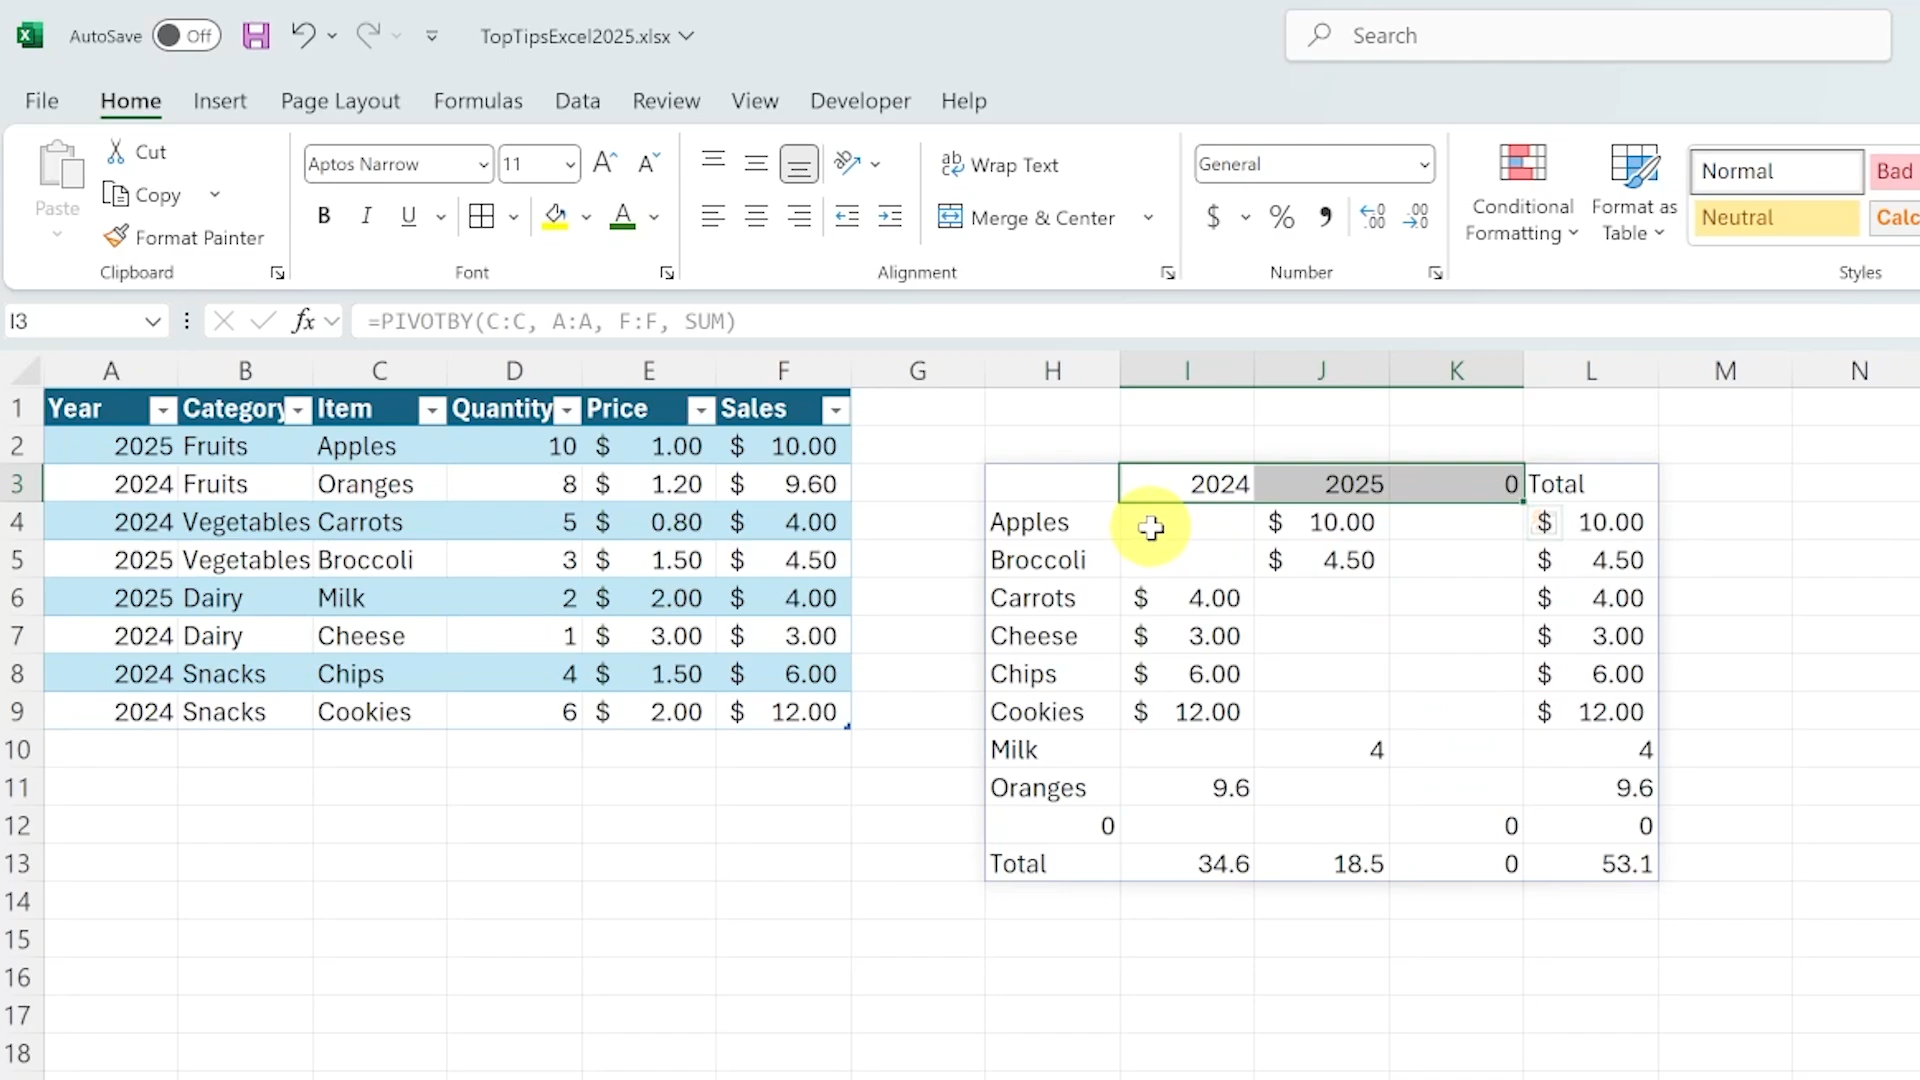 AutoSave Off TopTipsExcel2025.xlsx Search
File Home Insert Page Layout Formulas Data Review View Developer Help
Paste Cut Copy Format Painter Clipboard
Aptos Narrow 11 A A B I U A Font
ab Wrap Text Merge & Center Alignment
General $ % 9 .00 .00 Number
Conditional Formatting Format as Table
Normal Bad
Neutral Calc
Styles
I3 fx =PIVOTBY(C:C, A:A, F:F, SUM)
A B C D E F G H I J K L M N
1 Year Category Item Quantity Price Sales
2 2025 Fruits Apples 10 $ 1.00 $ 10.00
3 2024 Fruits Oranges 8 $ 1.20 $ 9.60 2024 2025 0 Total
4 2024 Vegetables Carrots 5 $ 0.80 $ 4.00 Apples $ 10.00 $ 10.00
5 2025 Vegetables Broccoli 3 $ 1.50 $ 4.50 Broccoli $ 4.50 $ 4.50
6 2025 Dairy Milk 2 $ 2.00 $ 4.00 Carrots $ 4.00 $ 4.00
7 2024 Dairy Cheese 1 $ 3.00 $ 3.00 Cheese $ 3.00 $ 3.00
8 2024 Snacks Chips 4 $ 1.50 $ 6.00 Chips $ 6.00 $ 6.00
9 2024 Snacks Cookies 6 $ 2.00 $ 12.00 Cookies $ 12.00 $ 12.00
10 Milk 4 4
11 Oranges 9.6 9.6
12 0 0 0
13 Total 34.6 18.5 0 53.1
14
15
16
17
18